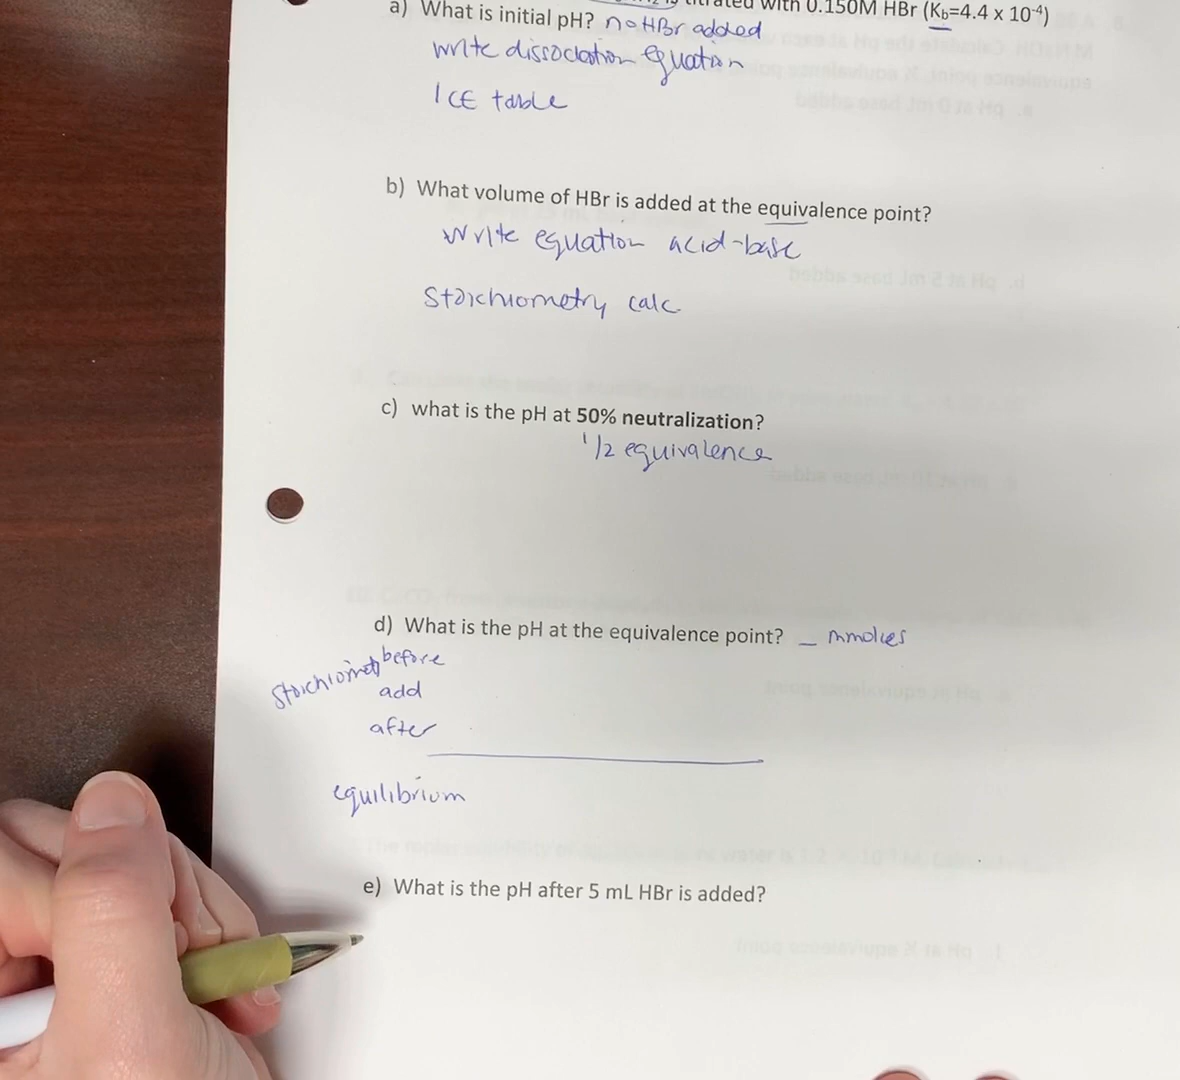 titrated with 0.150M HBr (Kb=4.4 x 10-4)
a) What is initial pH? no HBr added
write dissociation equation
ICE table
b) What volume of HBr is added at the equivalence point?
write equation acid-base
Stoichiometry calc
c) what is the pH at 50% neutralization?
1/2 equivalence
d) What is the pH at the equivalence point? _ mmoles
before
add
after
equilibrium
e) What is the pH after 5 mL HBr is added?